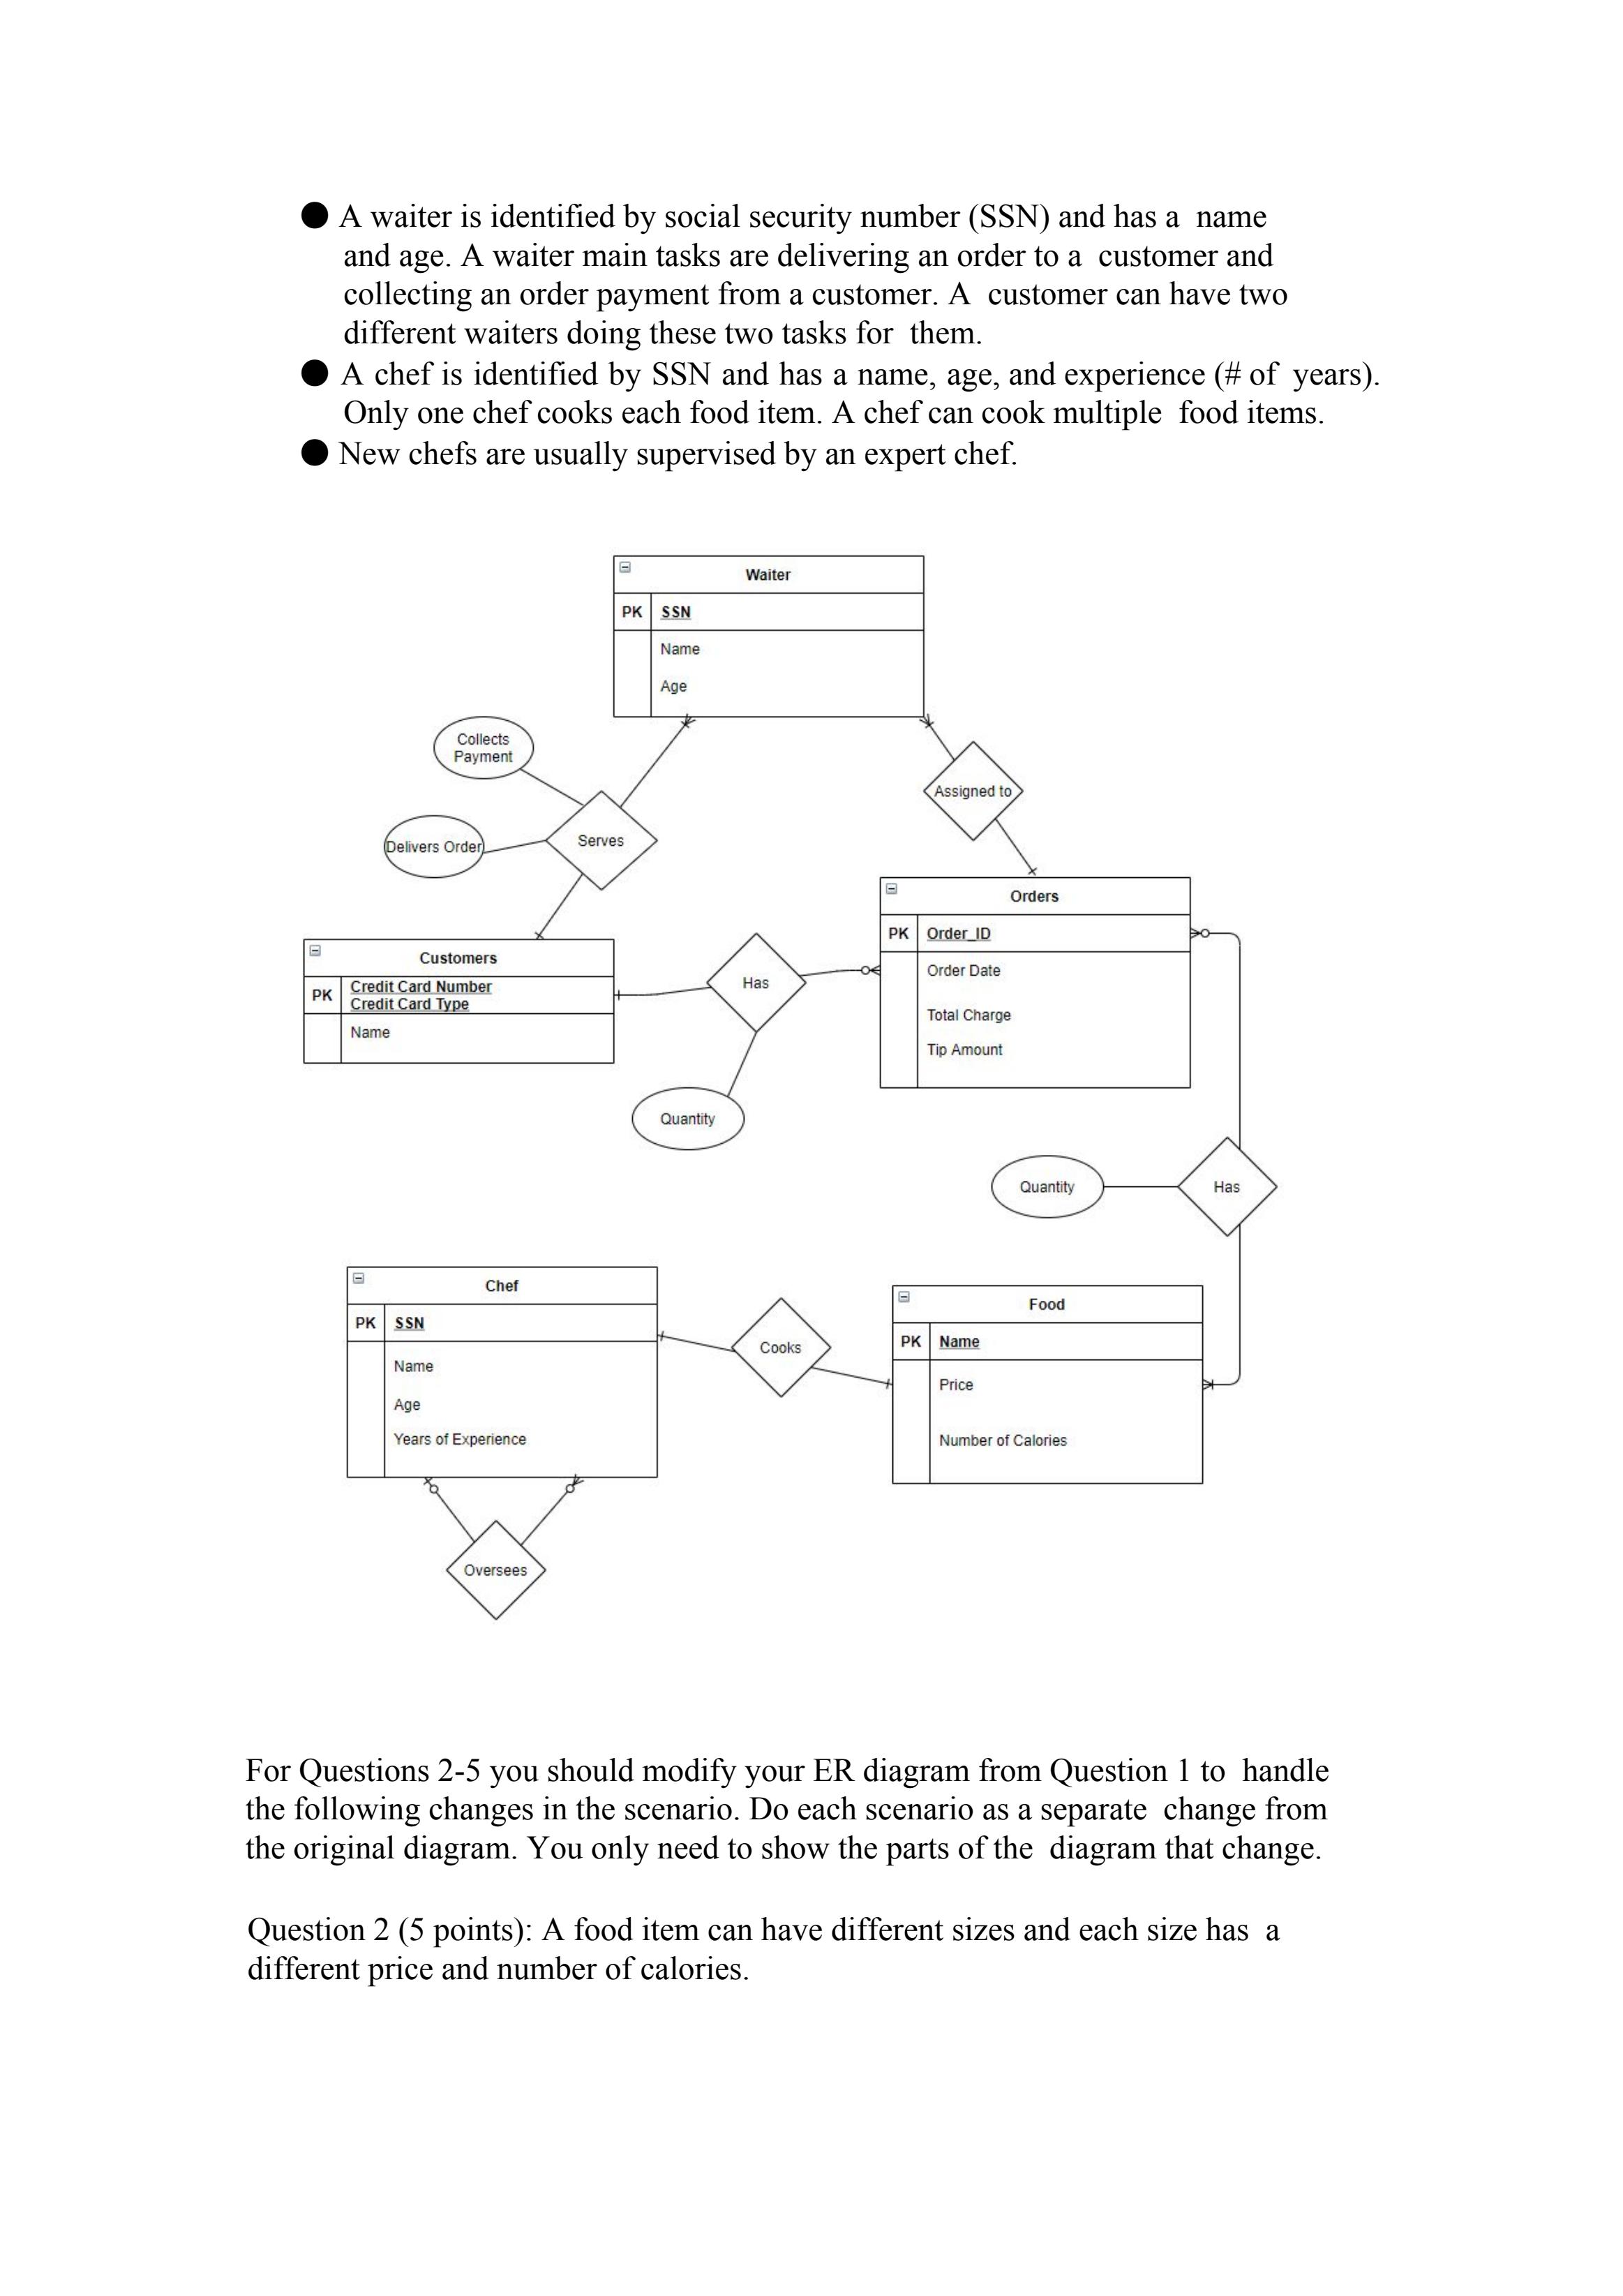 ● A waiter is identified by social security number (SSN) and has a name
and age. A waiter main tasks are delivering an order to a customer and
collecting an order payment from a customer. A customer can have two
different waiters doing these two tasks for them.
● A chef is identified by SSN and has a name, age, and experience (# of years).
Only one chef cooks each food item. A chef can cook multiple food items.
● New chefs are usually supervised by an expert chef.
Waiter
PK SSN
Name
Age
Collects
Payment
Delivers Order
Serves
Assigned to
Orders
PK Order_ID
Order Date
Total Charge
Tip Amount
Customers
PK Credit Card Number
Credit Card Type
Name
Has
Quantity
Quantity
Has
Chef
PK SSN
Name
Age
Years of Experience
Cooks
Food
PK Name
Price
Number of Calories
Oversees
For Questions 2-5 you should modify your ER diagram from Question 1 to handle
the following changes in the scenario. Do each scenario as a separate change from
the original diagram. You only need to show the parts of the diagram that change.
Question 2 (5 points): A food item can have different sizes and each size has a
different price and number of calories.